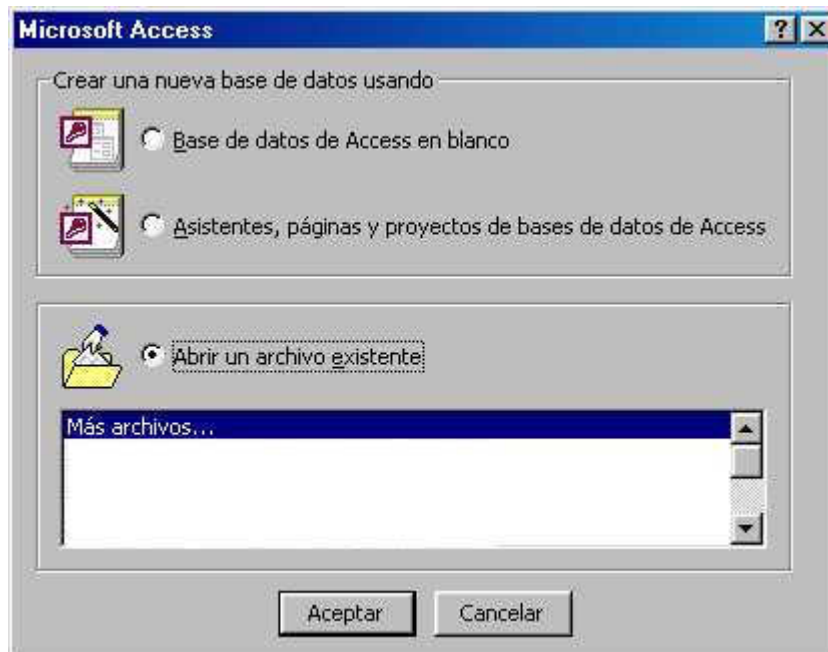 Microsoft Access
Crear una nueva base de datos usando
Base de datos de Access en blanco
Asistentes, páginas y proyectos de bases de datos de Access
Abrir un archivo existente
Más archivos...
Aceptar
Cancelar